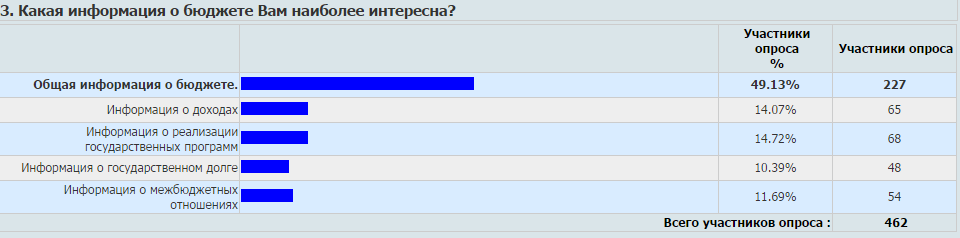 3. Какая информация о бюджете Вам наиболее интересна?
Участники
опроса
%
Участники опроса
Общая информация о бюджете.
49.13%
227
Информация о доходах
14.07%
65
Информация о реализации
государственных программ
14.72%
68
Информация о государственном долге
10.39%
48
Информация о межбюджетных
отношениях
11.69%
54
Всего участников опроса :
462